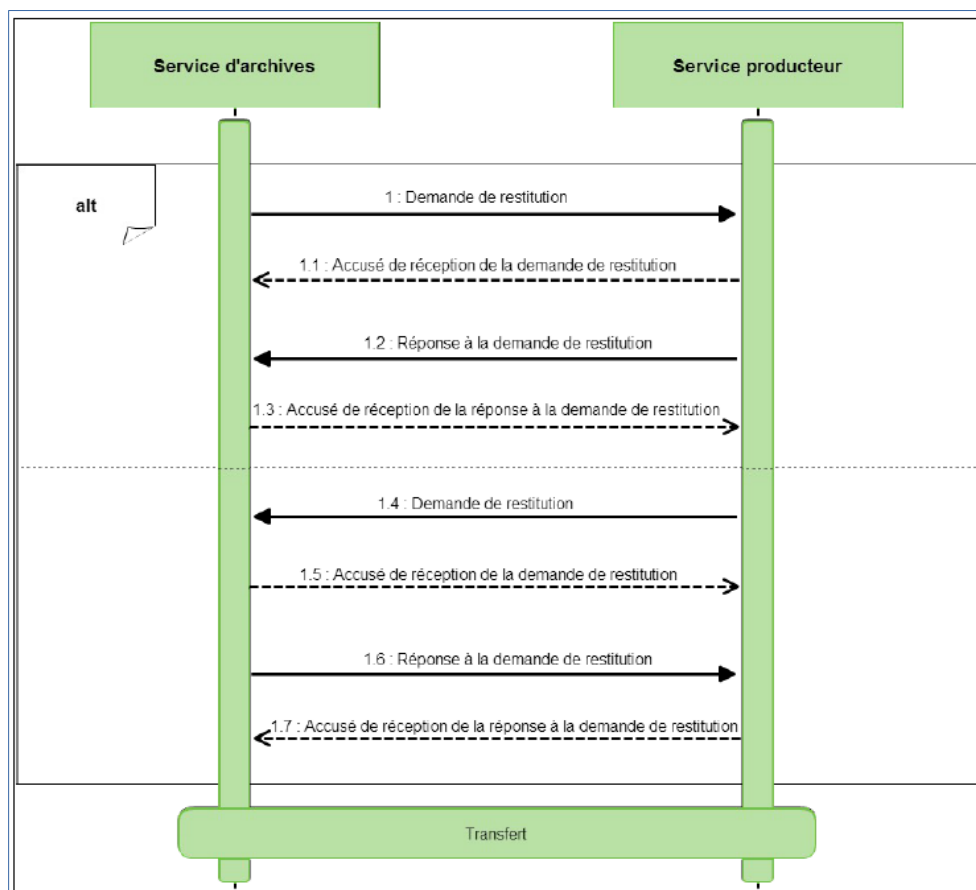 Service d'archives
Service producteur
alt
1 : Demande de restitution
1.1 : Accusé de réception de la demande de restitution
1.2 : Réponse à la demande de restitution
1.3 : Accusé de réception de la réponse à la demande de restitution
1.4 : Demande de restitution
1.5 : Accusé de réception de la demande de restitution
1.6 : Réponse à la demande de restitution
1.7 : Accusé de réception de la réponse à la demande de restitution
Transfert